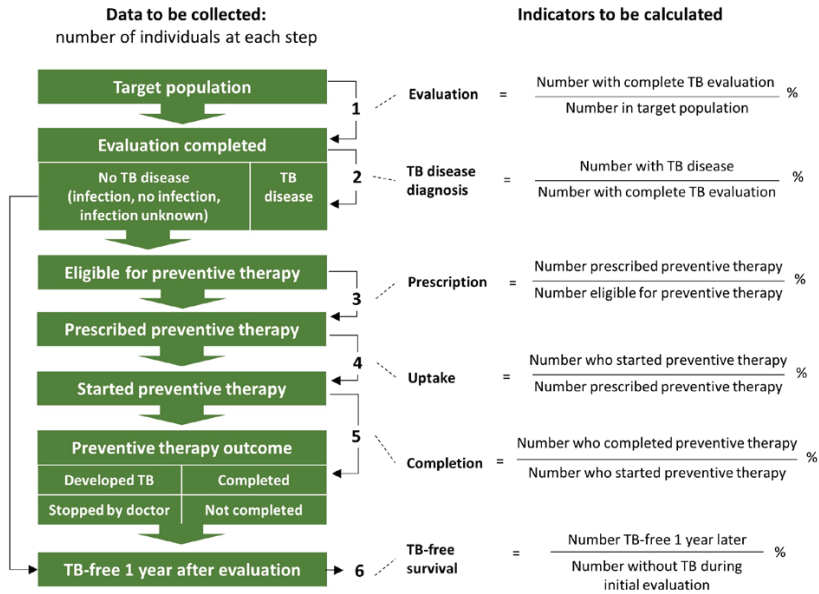 Data to be collected:
number of individuals at each step
Indicators to be calculated
Target population
1
Evaluation = Number with complete TB evaluation %
Number in target population
Evaluation completed
No TB disease
(infection, no infection,
infection unknown)
TB
disease
2
TB disease
diagnosis
= Number with TB disease %
Number with complete TB evaluation
Eligible for preventive therapy
3
Prescription = Number prescribed preventive therapy %
Number eligible for preventive therapy
Prescribed preventive therapy
4
Uptake = Number who started preventive therapy %
Number prescribed preventive therapy
Started preventive therapy
5
Completion = Number who completed preventive therapy %
Number who started preventive therapy
Preventive therapy outcome
Developed TB Completed
Stopped by doctor Not completed
TB-free 1 year after evaluation
6
TB-free
survival
= Number TB-free 1 year later %
Number without TB during
initial evaluation